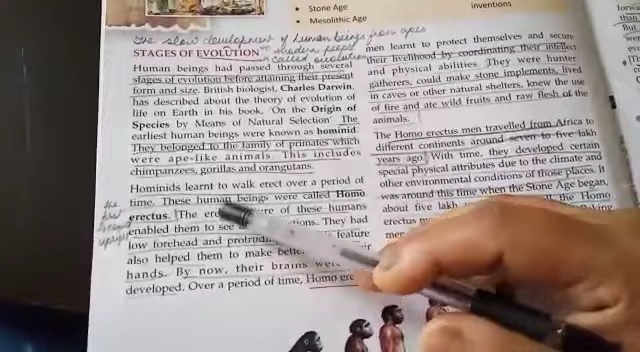 • Stone Age
• Mesolithic Age
inventions
The slow development of human beings from apes
to modern people
is called evolution
STAGES OF EVOLUTION
Human beings had passed through several
stages of evolution before attaining their present
form and size. British biologist, Charles Darwin,
has described about the theory of evolution of
life on Earth in his book, 'On the Origin of
Species by Means of Natural Selection' The
earliest human beings were known as hominid.
They belonged to the family of primates which
were ape-like animals. This includes
chimpanzees, gorillas and orangutans.
Hominids learnt to walk erect over a period of
time. These human beings were called Homo
erectus. The of these humans
enabled them to see They had
low forehead and feature
also helped them to make
hands. By now, their brains
developed. Over a period of time, Homo
the
first
men learnt to protect themselves and secure
their livelihood by coordinating their intellect
and physical abilities. They were hunter
gatherers, could make stone implements, lived
in caves or other natural shelters, knew the use
of fire and ate wild fruits and raw flesh of the
animals.
The Homo erectus men travelled from Africa to
different continents around seven to five lakh
years ago. With time, they developed certain
special physical attributes due to the climate and
other environmental conditions of those places. It
was around this time when the Stone Age began,
about five lakh the Homo
erectus
men